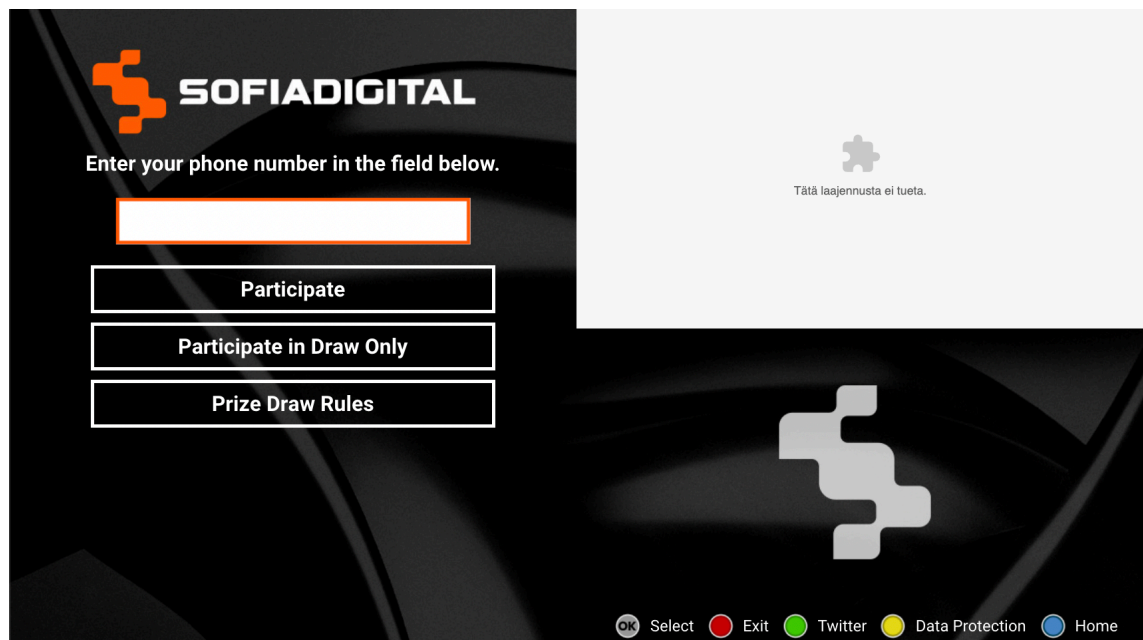 SOFIADIGITAL
Enter your phone number in the field below.
Participate
Participate in Draw Only
Prize Draw Rules
Tätä laajennusta ei tueta.
OK Select Exit Twitter Data Protection Home